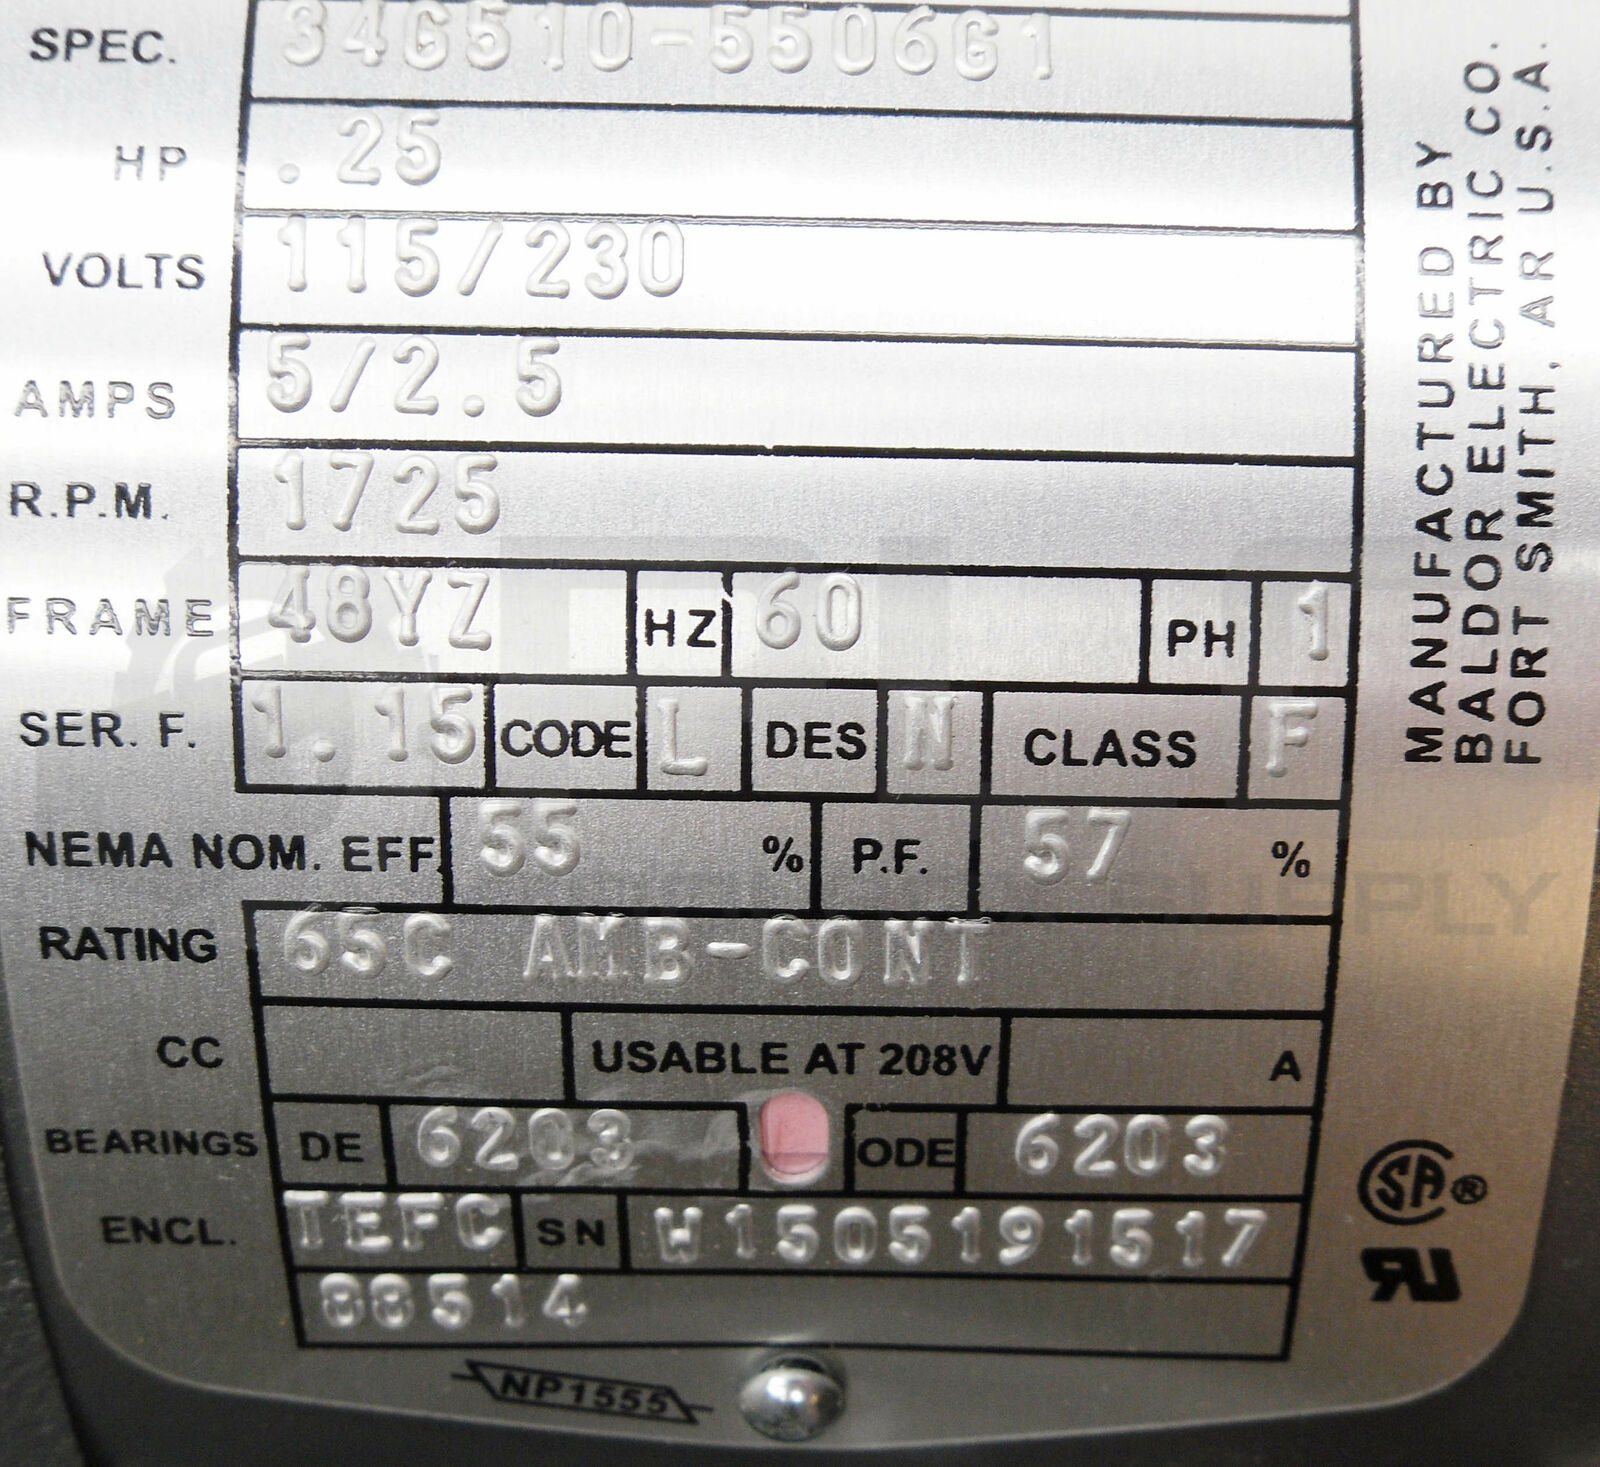 SPEC. 34G510-5506G1
HP .25
VOLTS 115/230
AMPS 5/2.5
R.P.M. 1725
FRAME 48YZ HZ 60 PH 1
SER. F. 1.15 CODE L DES N CLASS F
NEMA NOM. EFF. 55 % P.F. 57 %
RATING 65C AMB-CONT
CC USABLE AT 208V A
BEARINGS DE 6203 ODE 6203
ENCL. TEFC SN W1505191517
88514
NP1555
MANUFACTURED BY
BALDOR ELECTRIC CO.
FORT SMITH, AR U.S.A.
SA ®
SUPPLY